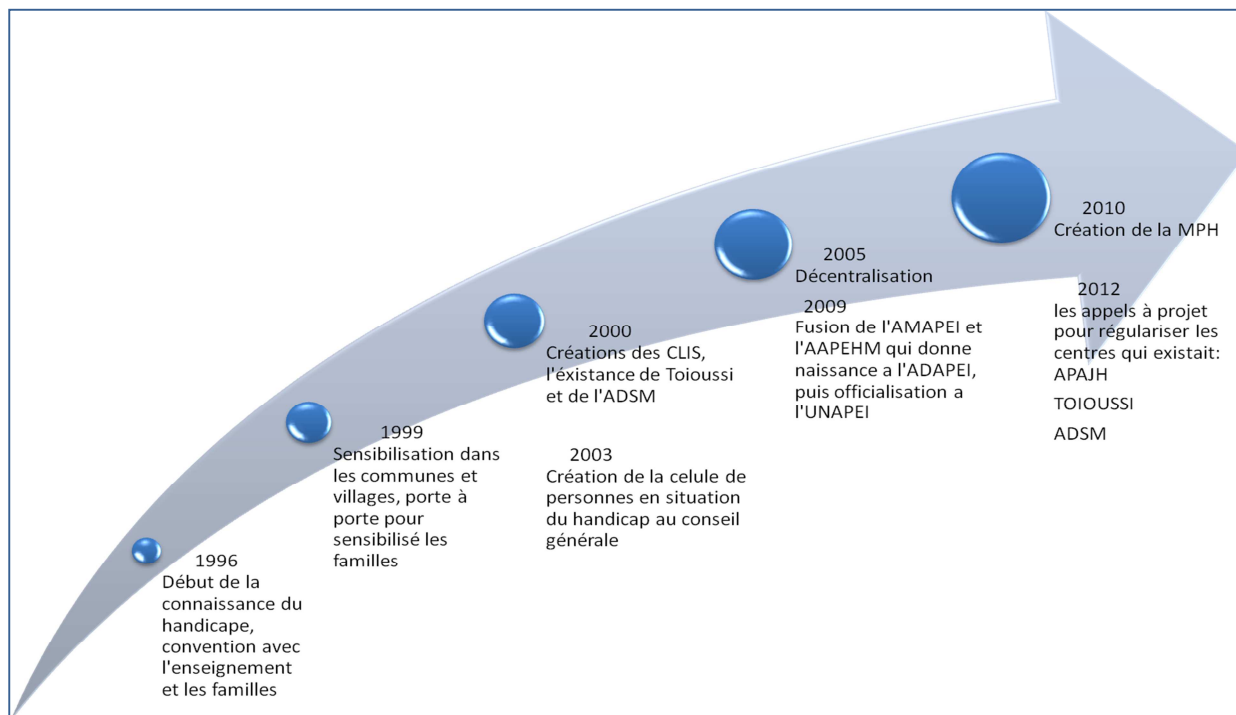 1996
Début de la
connaissance du
handicape,
convention avec
l'enseignement
et les familles
1999
Sensibilisation dans
les communes et
villages, porte à
porte pour
sensibilisé les
familles
2000
Créations des CLIS,
l'éxistance de Toioussi
et de l'ADSM
2003
Création de la celule de
personnes en situation
du handicap au conseil
générale
2005
Décentralisation
2009
Fusion de l'AMAPEI et
l'AAPEHM qui donne
naissance a l'ADAPEI,
puis officialisation a
l'UNAPEI
2010
Création de la MPH
2012
les appels à projet
pour régulariser les
centres qui existait:
APAJH
TOIOUSSI
ADSM